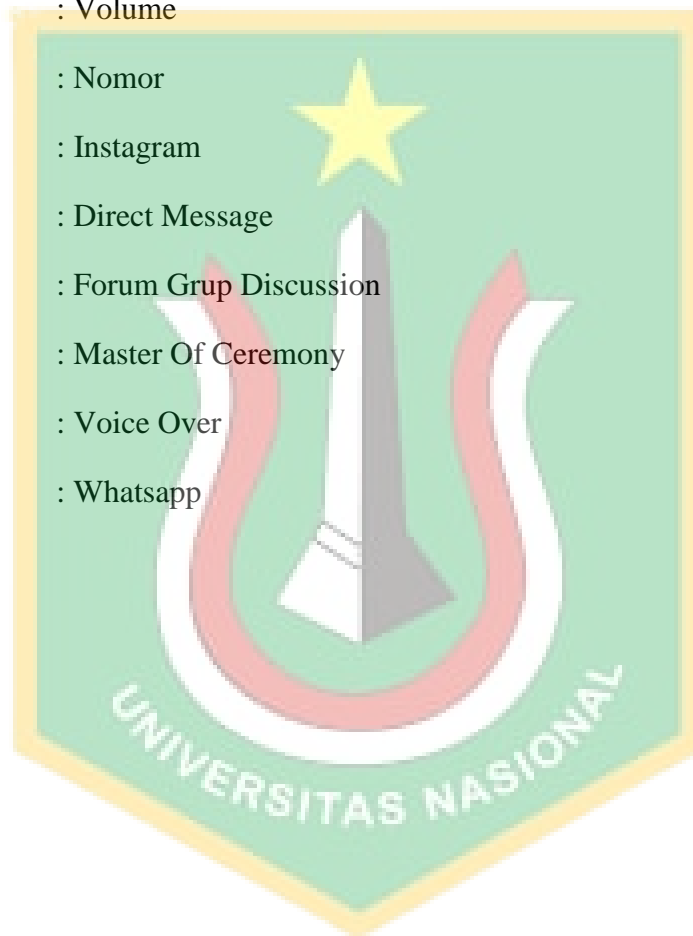 : Volume
: Nomor
: Instagram
: Direct Message
: Forum Grup Discussion
: Master Of Ceremony
: Voice Over
: Whatsapp
UNIVERSITAS NASIONAL